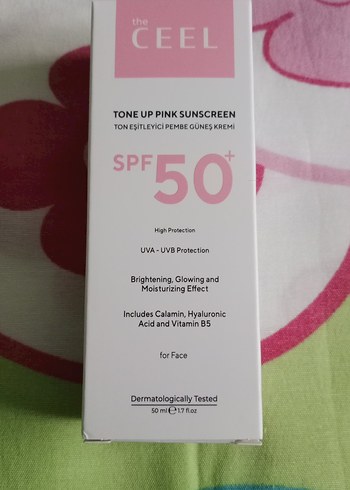 the
CEEL
TONE UP PINK SUNSCREEN
TON EŞİTLEYİCİ PEMBE GÜNEŞ KREMİ
SPF 50+
High Protection
UVA - UVB Protection
Brightening, Glowing and
Moisturizing Effect
Includes Calamin, Hyaluronic
Acid and Vitamin B5
for Face
Dermatologically Tested
50 ml ℮ 1.7 fl.oz.